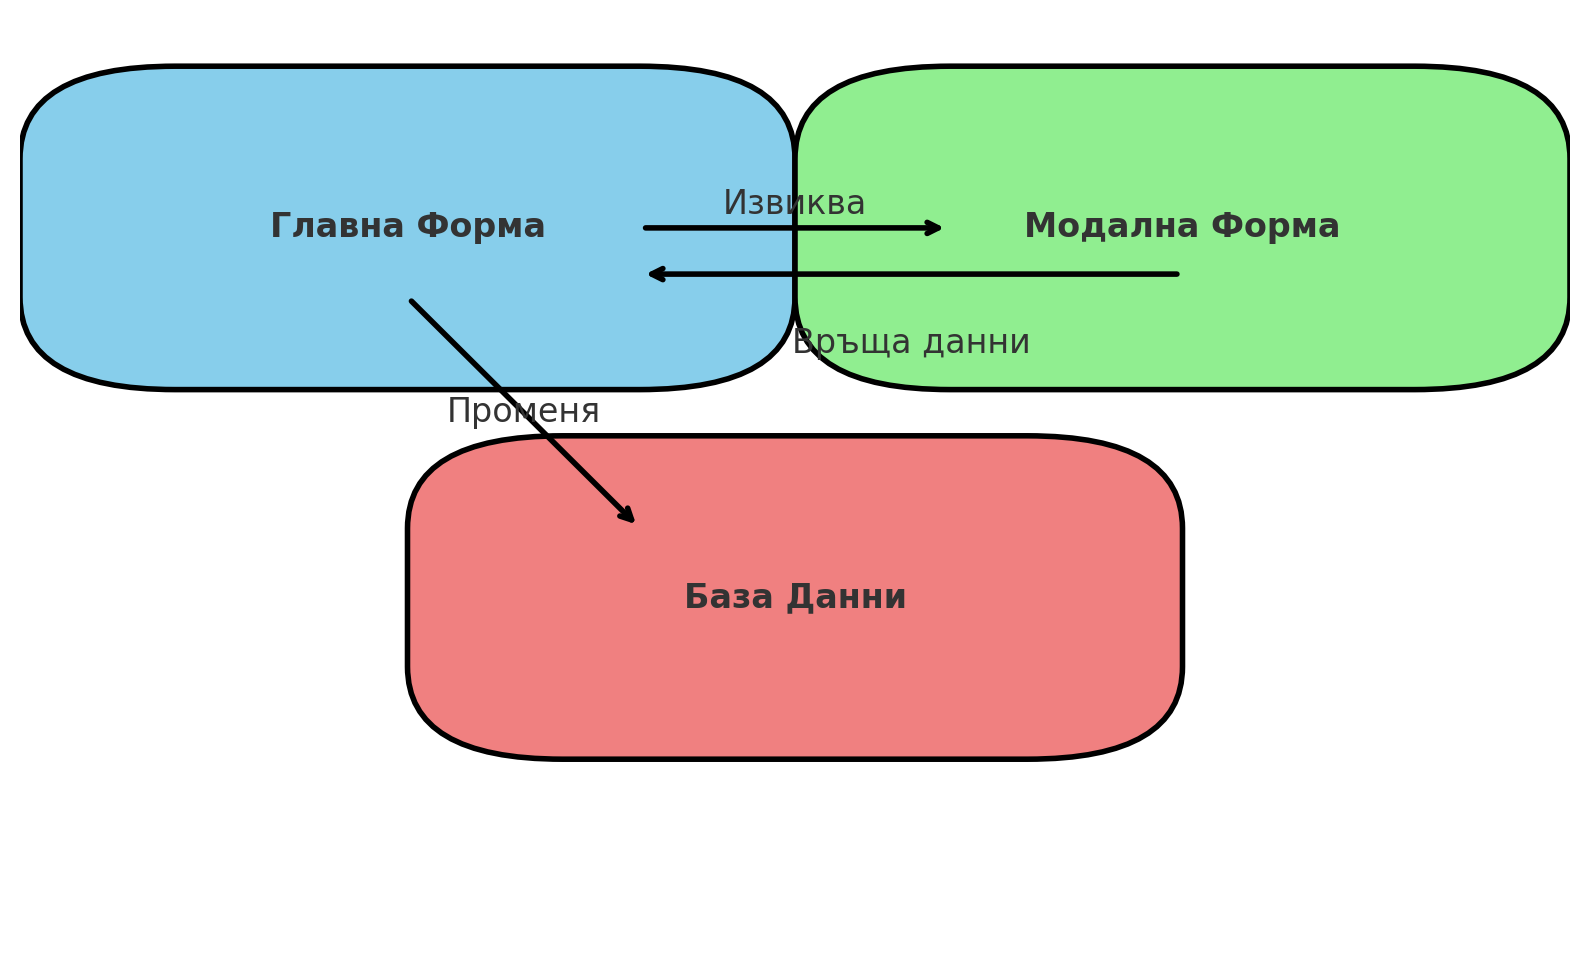 Извиква
Главна Форма
Модална Форма
Връща данни
Променя
База Данни